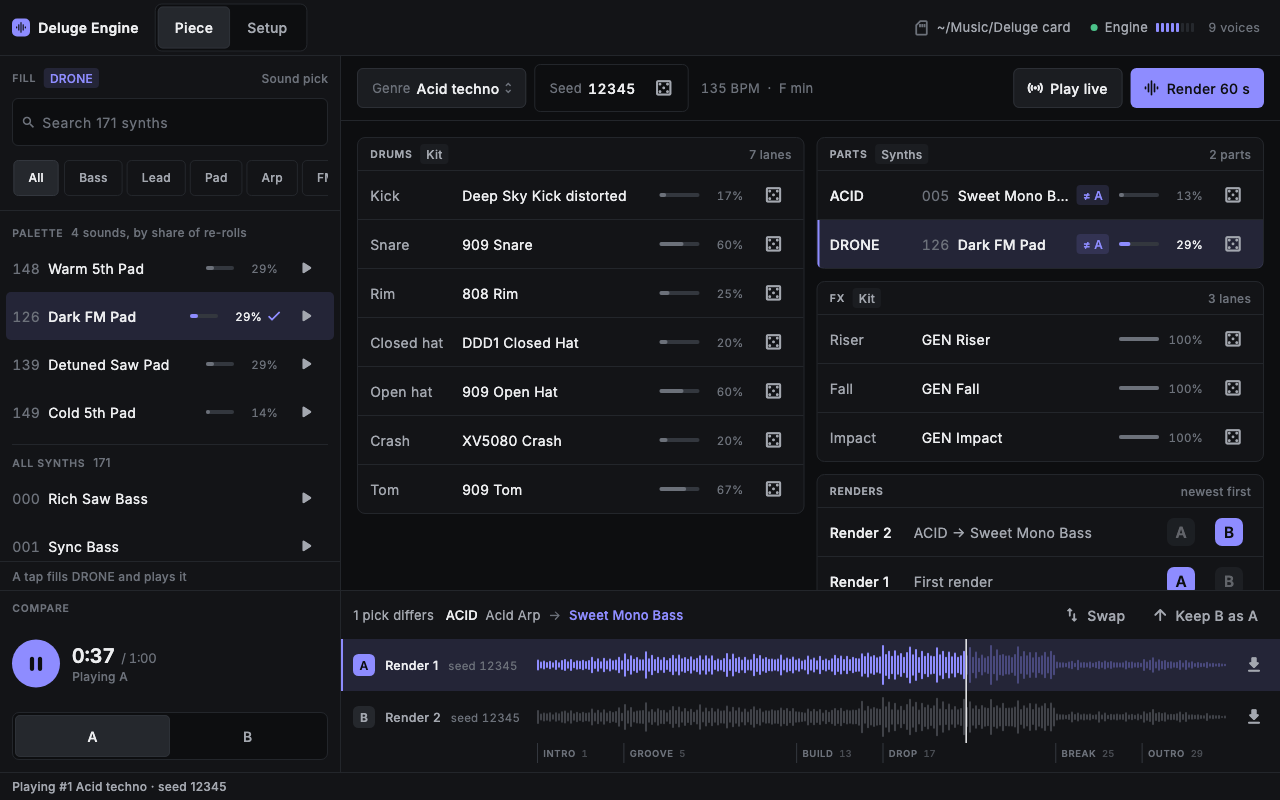 Deluge Engine
Piece
Setup
~/Music/Deluge card
Engine
9 voices
FILL DRONE
Sound pick
Search 171 synths
All
Bass
Lead
Pad
Arp
PALETTE 4 sounds, by share of re-rolls
148 Warm 5th Pad 29%
126 Dark FM Pad 29%
139 Detuned Saw Pad 29%
149 Cold 5th Pad 14%
ALL SYNTHS 171
000 Rich Saw Bass
001 Sync Bass
A tap fills DRONE and plays it
Genre Acid techno
Seed 12345
135 BPM · F min
Play live
Render 60 s
DRUMS Kit 7 lanes
Kick Deep Sky Kick distorted 17%
Snare 909 Snare 60%
Rim 808 Rim 25%
Closed hat DDD1 Closed Hat 20%
Open hat 909 Open Hat 60%
Crash XV5080 Crash 20%
Tom 909 Tom 67%
PARTS Synths 2 parts
ACID 005 Sweet Mono B... ≠ A 13%
DRONE 126 Dark FM Pad ≠ A 29%
FX Kit 3 lanes
Riser GEN Riser 100%
Fall GEN Fall 100%
Impact GEN Impact 100%
RENDERS newest first
Render 2 ACID → Sweet Mono Bass A B
Render 1 First render A B
COMPARE
0:37 / 1:00
Playing A
A
B
1 pick differs ACID Acid Arp → Sweet Mono Bass
Swap
Keep B as A
A Render 1 seed 12345
B Render 2 seed 12345
INTRO 1
GROOVE 5
BUILD 13
DROP 17
BREAK 25
OUTRO 29
Playing #1 Acid techno · seed 12345